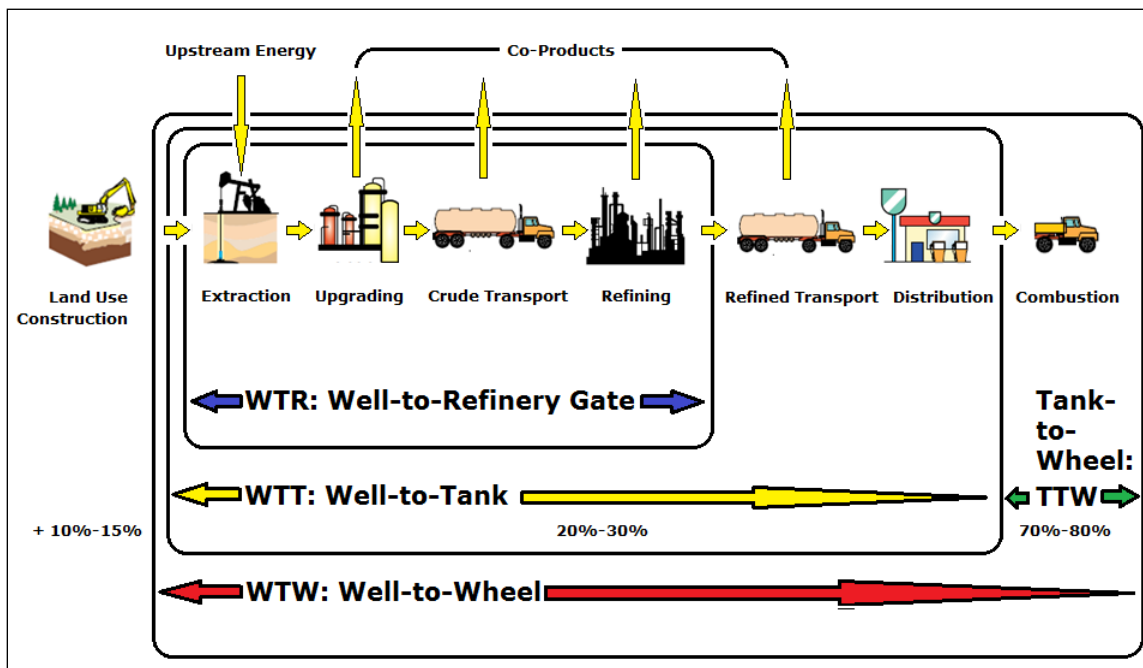 Upstream Energy
Co-Products
Land Use
Construction
Extraction
Upgrading
Crude Transport
Refining
Refined Transport
Distribution
Combustion
WTR: Well-to-Refinery Gate
Tank-
to-
Wheel:
TTW
WTT: Well-to-Tank
+ 10%-15%
20%-30%
70%-80%
WTW: Well-to-Wheel